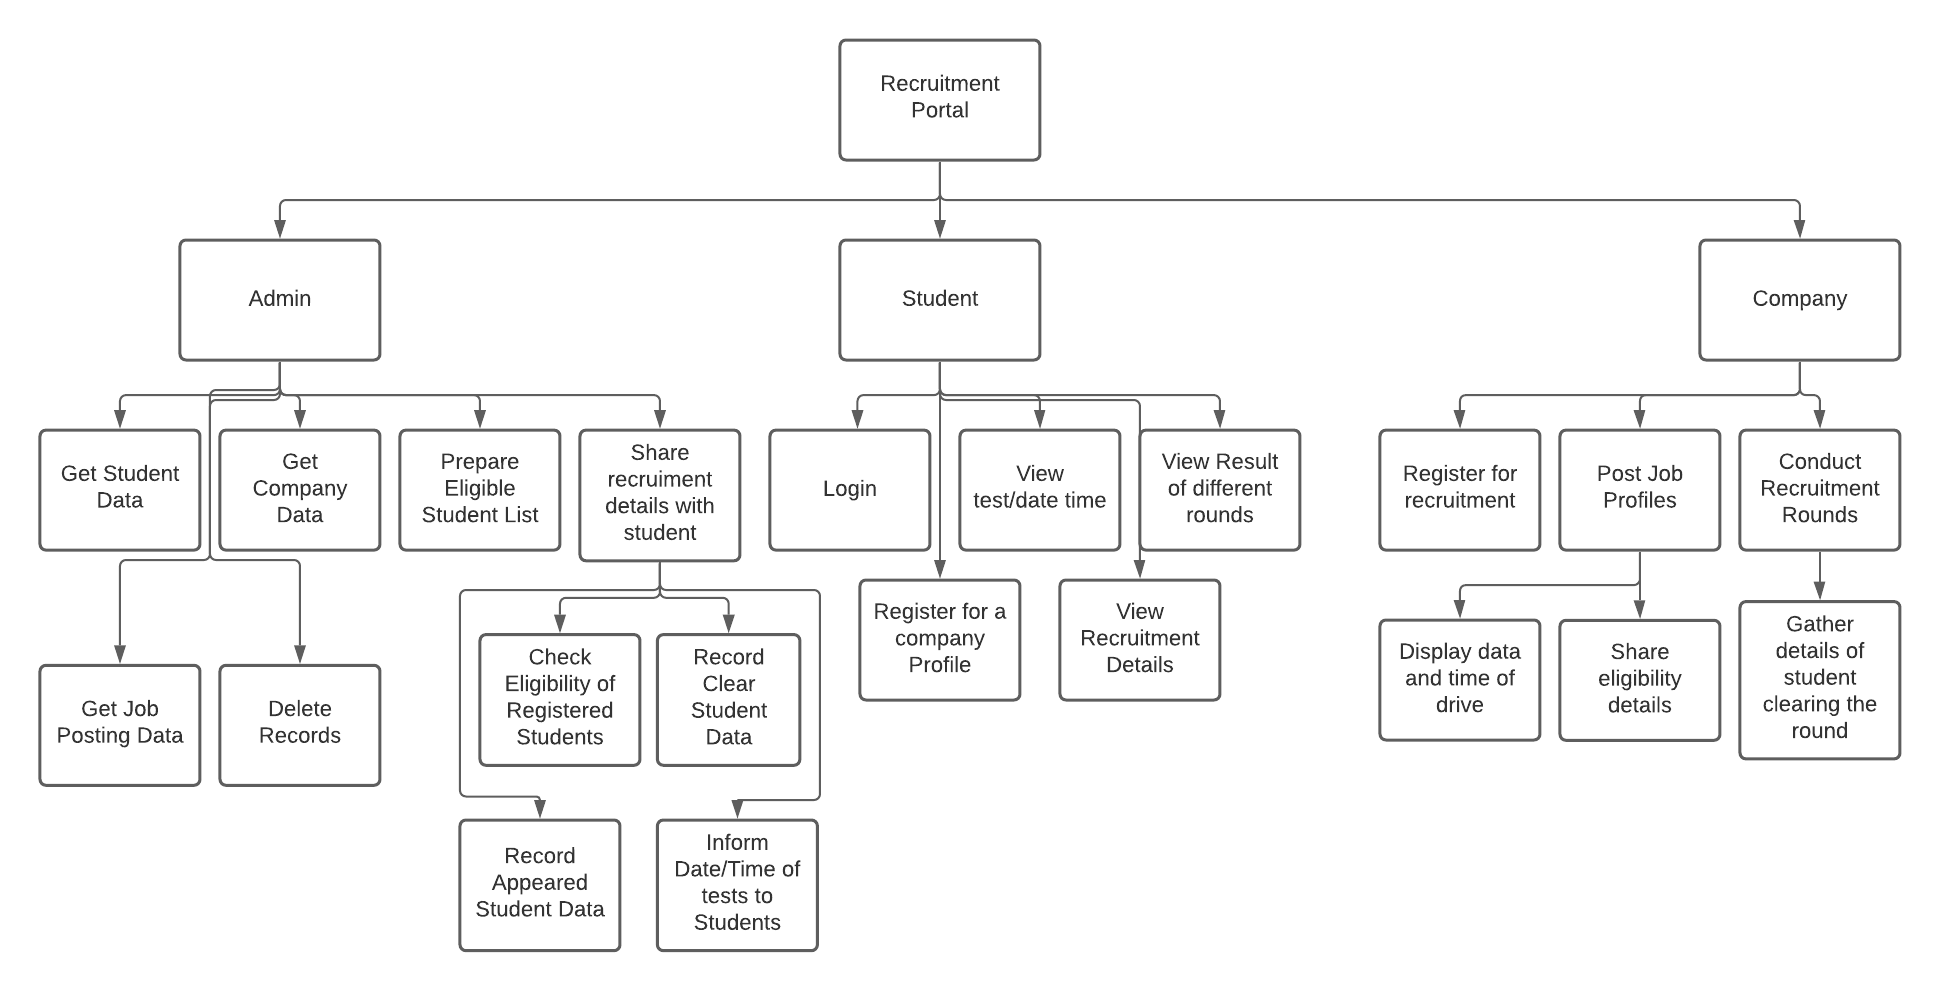 Recruitment
Portal
Admin
Student
Company
Get Student
Data
Get
Company
Data
Prepare
Eligible
Student List
Share
recruiment
details with
student
Login
View
test/date time
View Result
of different
rounds
Register for
recruitment
Post Job
Profiles
Conduct
Recruitment
Rounds
Register for a
company
Profile
View
Recruitment
Details
Get Job
Posting Data
Delete
Records
Check
Eligibility of
Registered
Students
Record
Clear
Student
Data
Display data
and time of
drive
Share
eligibility
details
Gather
details of
student
clearing the
round
Record
Appeared
Student Data
Inform
Date/Time of
tests to
Students